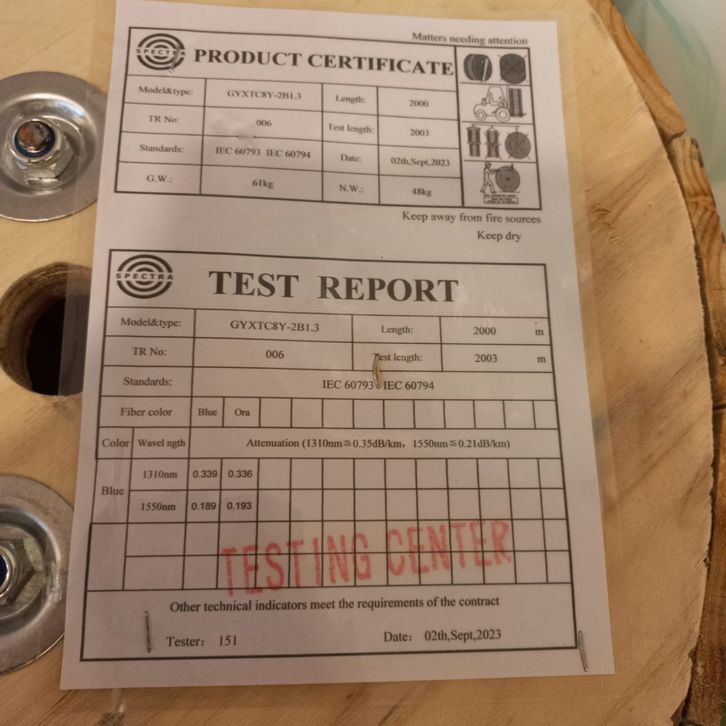 Matters needing attention
SPECTRA
PRODUCT CERTIFICATE
Model&type: GYXTC8Y-2B1.3 Length: 2000
TR No: 006 Test length: 2003
Standards: IEC 60793 IEC 60794 Date: 02th,Sept,2023
G.W.: 61kg N.W.: 48kg
Keep away from fire sources
Keep dry
SPECTRA
TEST REPORT
Model&type: GYXTC8Y-2B1.3 Length: 2000 m
TR No: 006 Test length: 2003 m
Standards: IEC 60793 IEC 60794
Fiber color Blue Ora
Color Wavel ngth Attenuation (1310nm≦0.35dB/km, 1550nm≦0.21dB/km)
Blue 1310nm 0.339 0.336
1550nm 0.189 0.193
TESTING CENTER
Other technical indicators meet the requirements of the contract
Tester: 151 Date: 02th,Sept,2023